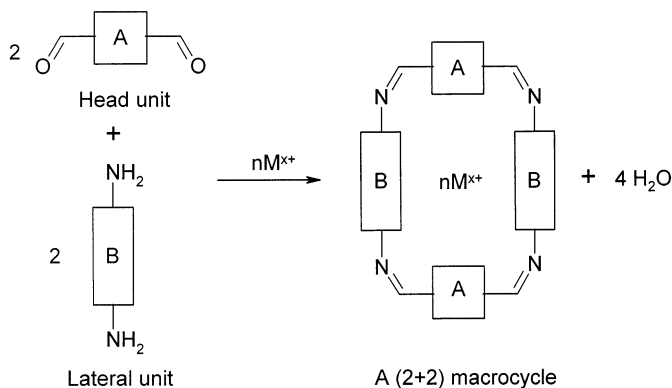 2
A
O
O
Head unit
+
NH₂
2
B
NH₂
Lateral unit
nMˣ⁺
A
N
N
B
nMˣ⁺
B
N
N
A
+ 4 H₂O
A (2+2) macrocycle